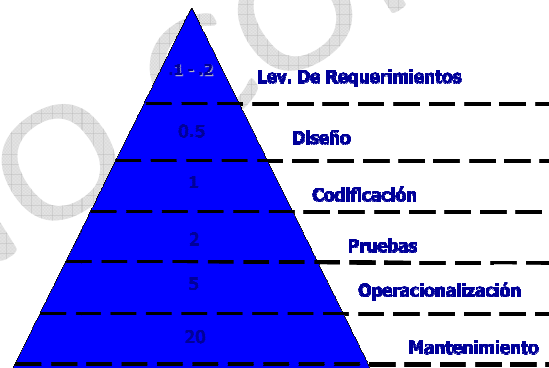 .1 - .2 Lev. De Requerimientos
0.5 Diseño
1 Codificación
2 Pruebas
5 Operacionalización
20 Mantenimiento